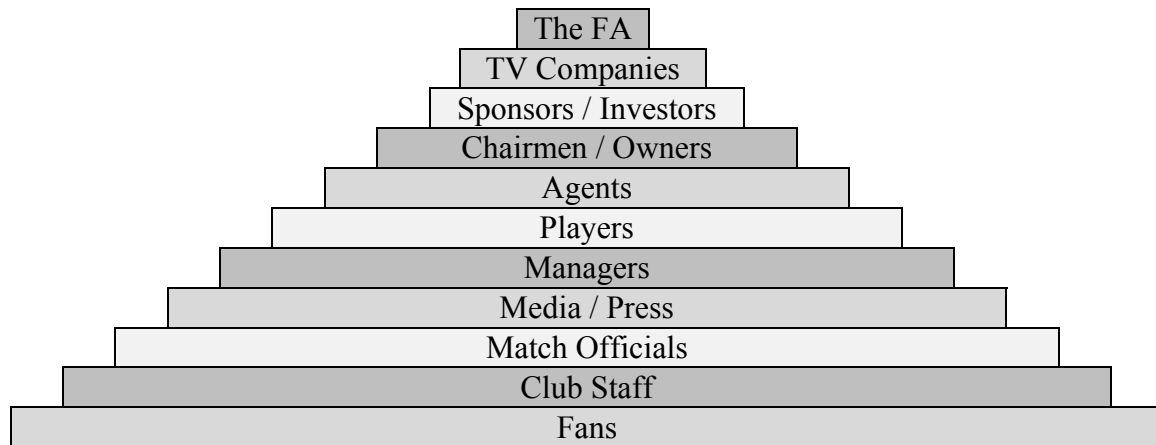 The FA
TV Companies
Sponsors / Investors
Chairmen / Owners
Agents
Players
Managers
Media / Press
Match Officials
Club Staff
Fans